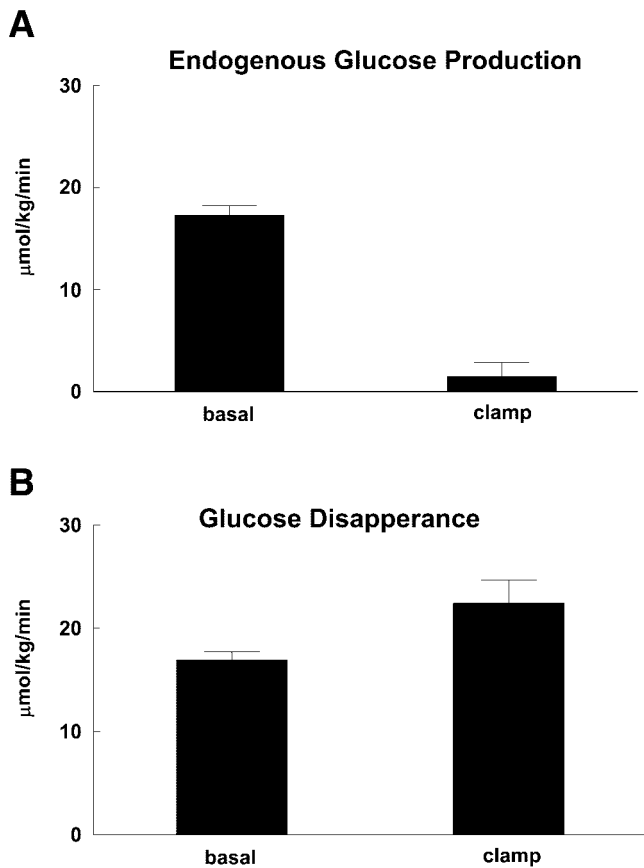 A
Endogenous Glucose Production
30
20
10
0
μmol/kg/min
basal clamp
B
Glucose Disapperance
30
20
10
0
μmol/kg/min
basal clamp